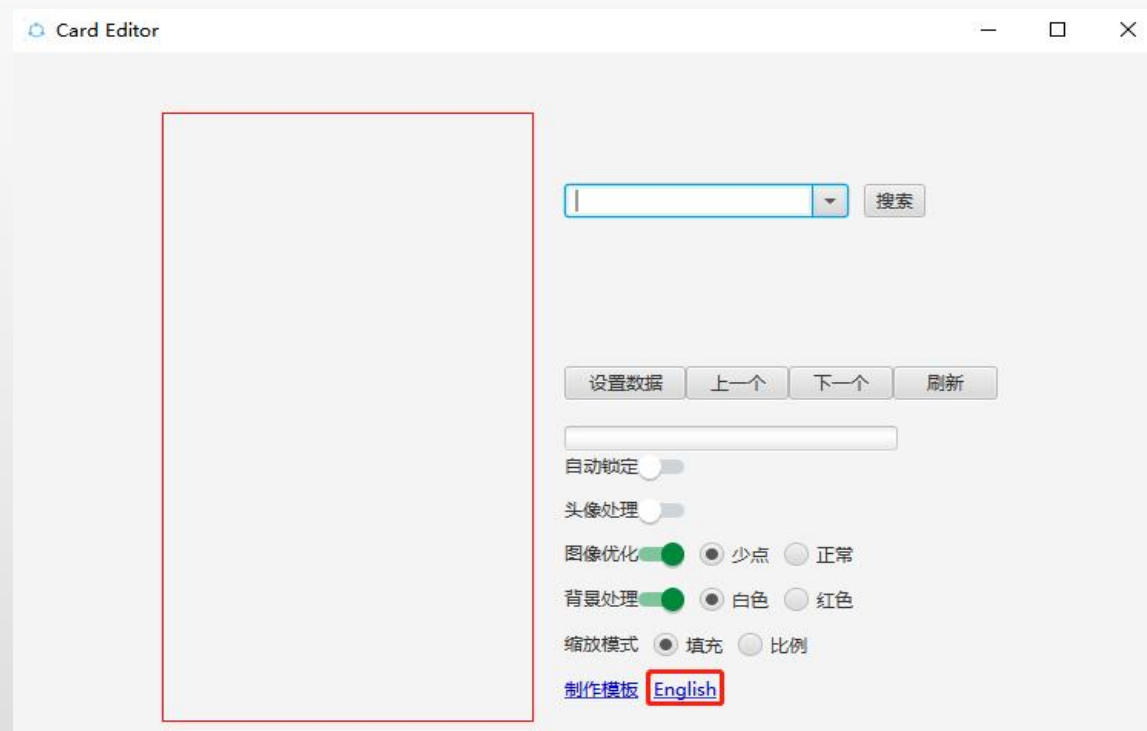 Card Editor
搜索
设置数据 上一个 下一个 刷新
自动锁定
头像处理
图像优化 少点 正常
背景处理 白色 红色
缩放模式 填充 比例
制作模板 English